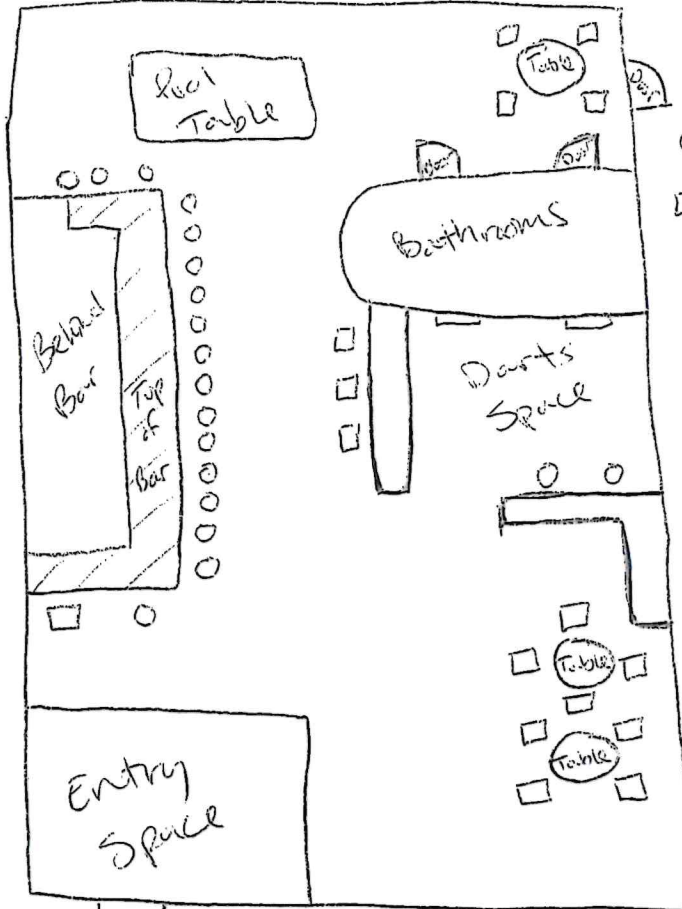 Pool
Table
Table
Door
Door
Door
Bathrooms
Behind
Bar
Top
of
Bar
Darts
Space
Table
Table
Entry
Space